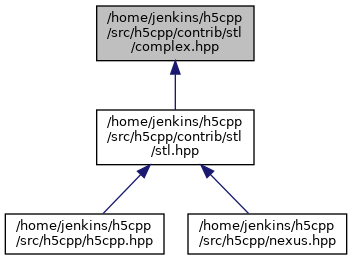 /home/jenkins/h5cpp
/src/h5cpp/contrib/stl
/complex.hpp
/home/jenkins/h5cpp
/src/h5cpp/contrib/stl
/stl.hpp
/home/jenkins/h5cpp
/src/h5cpp/h5cpp.hpp
/home/jenkins/h5cpp
/src/h5cpp/nexus.hpp